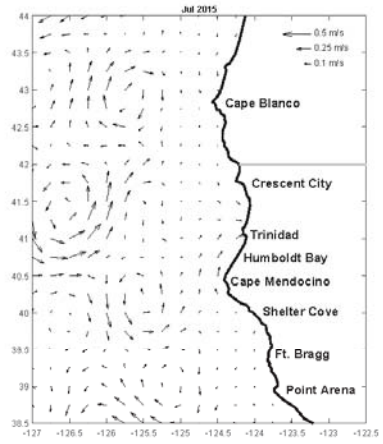 Jul 2015
44
0.5 m/s
0.25 m/s
43.5
0.1 m/s
43
Cape Blanco
42.5
42
Crescent City
41.5
41
Trinidad
Humboldt Bay
40.5
Cape Mendocino
40
Shelter Cove
39.5
Ft. Bragg
39
Point Arena
38.5
-127 -126.5 -126 -125.5 -125 -124.5 -124 -123.5 -123 -122.5